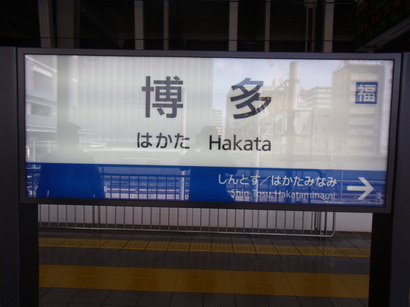 博多
福
はかた Hakata
しんとす／はかたみなみ
Shin-Tosu,Hakataminami